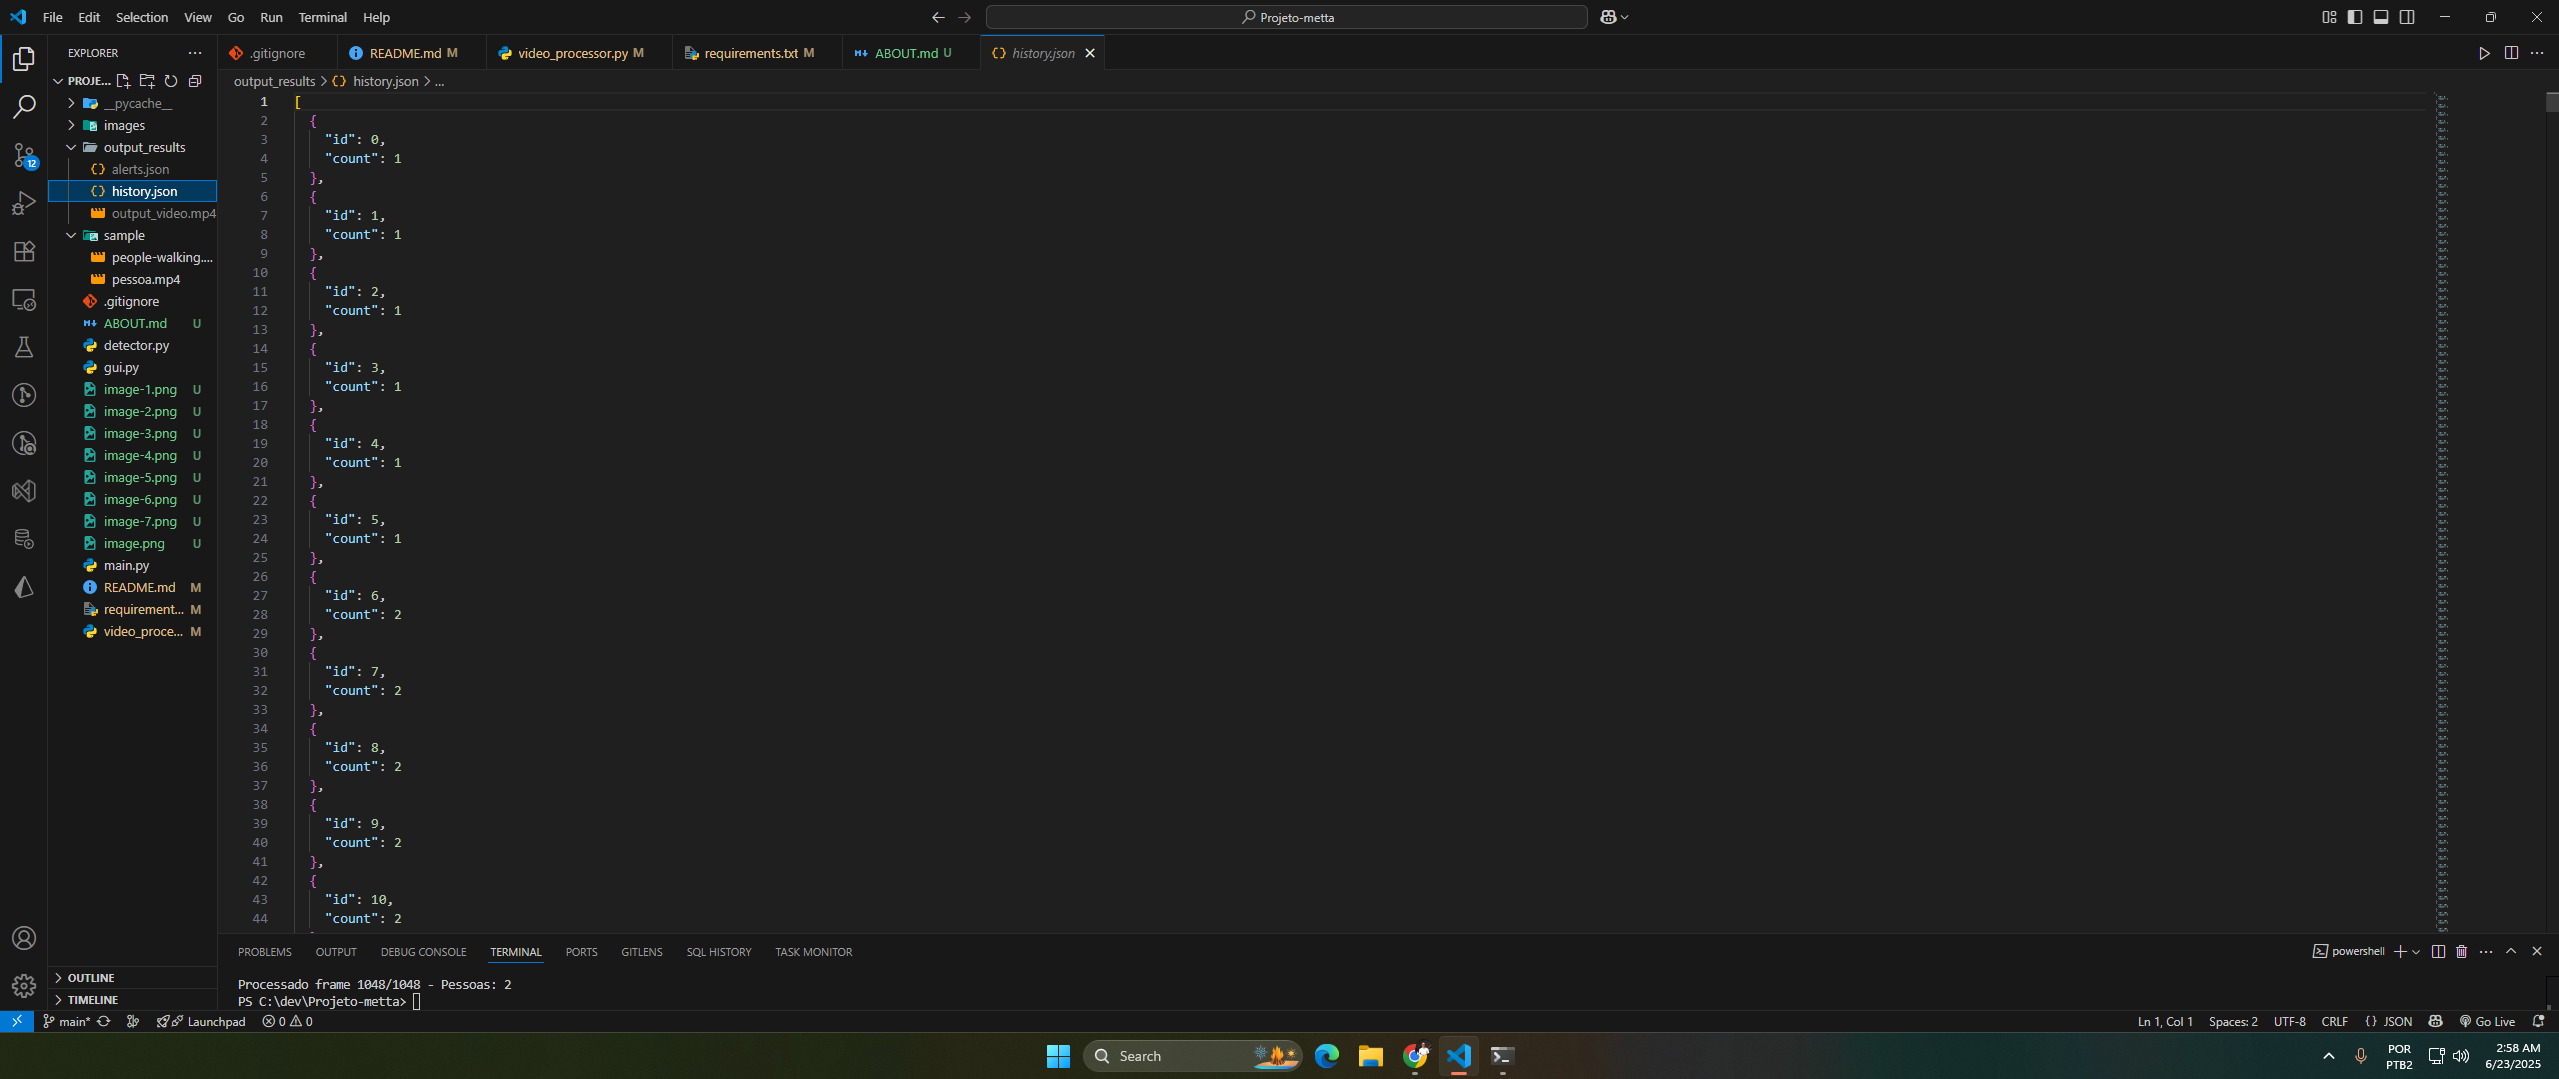 File Edit Selection View Go Run Terminal Help
Projeto-metta
EXPLORER
PROJE...
__pycache__
images
output_results
alerts.json
history.json
output_video.mp4
sample
people-walking....
pessoa.mp4
.gitignore
ABOUT.md U
detector.py
gui.py
image-1.png U
image-2.png U
image-3.png U
image-4.png U
image-5.png U
image-6.png U
image-7.png U
image.png U
main.py
README.md M
requirement... M
video_proce... M
OUTLINE
TIMELINE
12
.gitignore README.md M video_processor.py M requirements.txt M ABOUT.md U history.json
output_results > history.json > ...
1 [
2 {
3 "id": 0,
4 "count": 1
5 },
6 {
7 "id": 1,
8 "count": 1
9 },
10 {
11 "id": 2,
12 "count": 1
13 },
14 {
15 "id": 3,
16 "count": 1
17 },
18 {
19 "id": 4,
20 "count": 1
21 },
22 {
23 "id": 5,
24 "count": 1
25 },
26 {
27 "id": 6,
28 "count": 2
29 },
30 {
31 "id": 7,
32 "count": 2
33 },
34 {
35 "id": 8,
36 "count": 2
37 },
38 {
39 "id": 9,
40 "count": 2
41 },
42 {
43 "id": 10,
44 "count": 2
PROBLEMS OUTPUT DEBUG CONSOLE TERMINAL PORTS GITLENS SQL HISTORY TASK MONITOR
powershell
Processado frame 1048/1048 - Pessoas: 2
PS C:\dev\Projeto-metta>
main* Launchpad 0 0
Ln 1, Col 1 Spaces: 2 UTF-8 CRLF {} JSON Go Live
Search
POR
PTB2
2:58 AM
6/23/2025